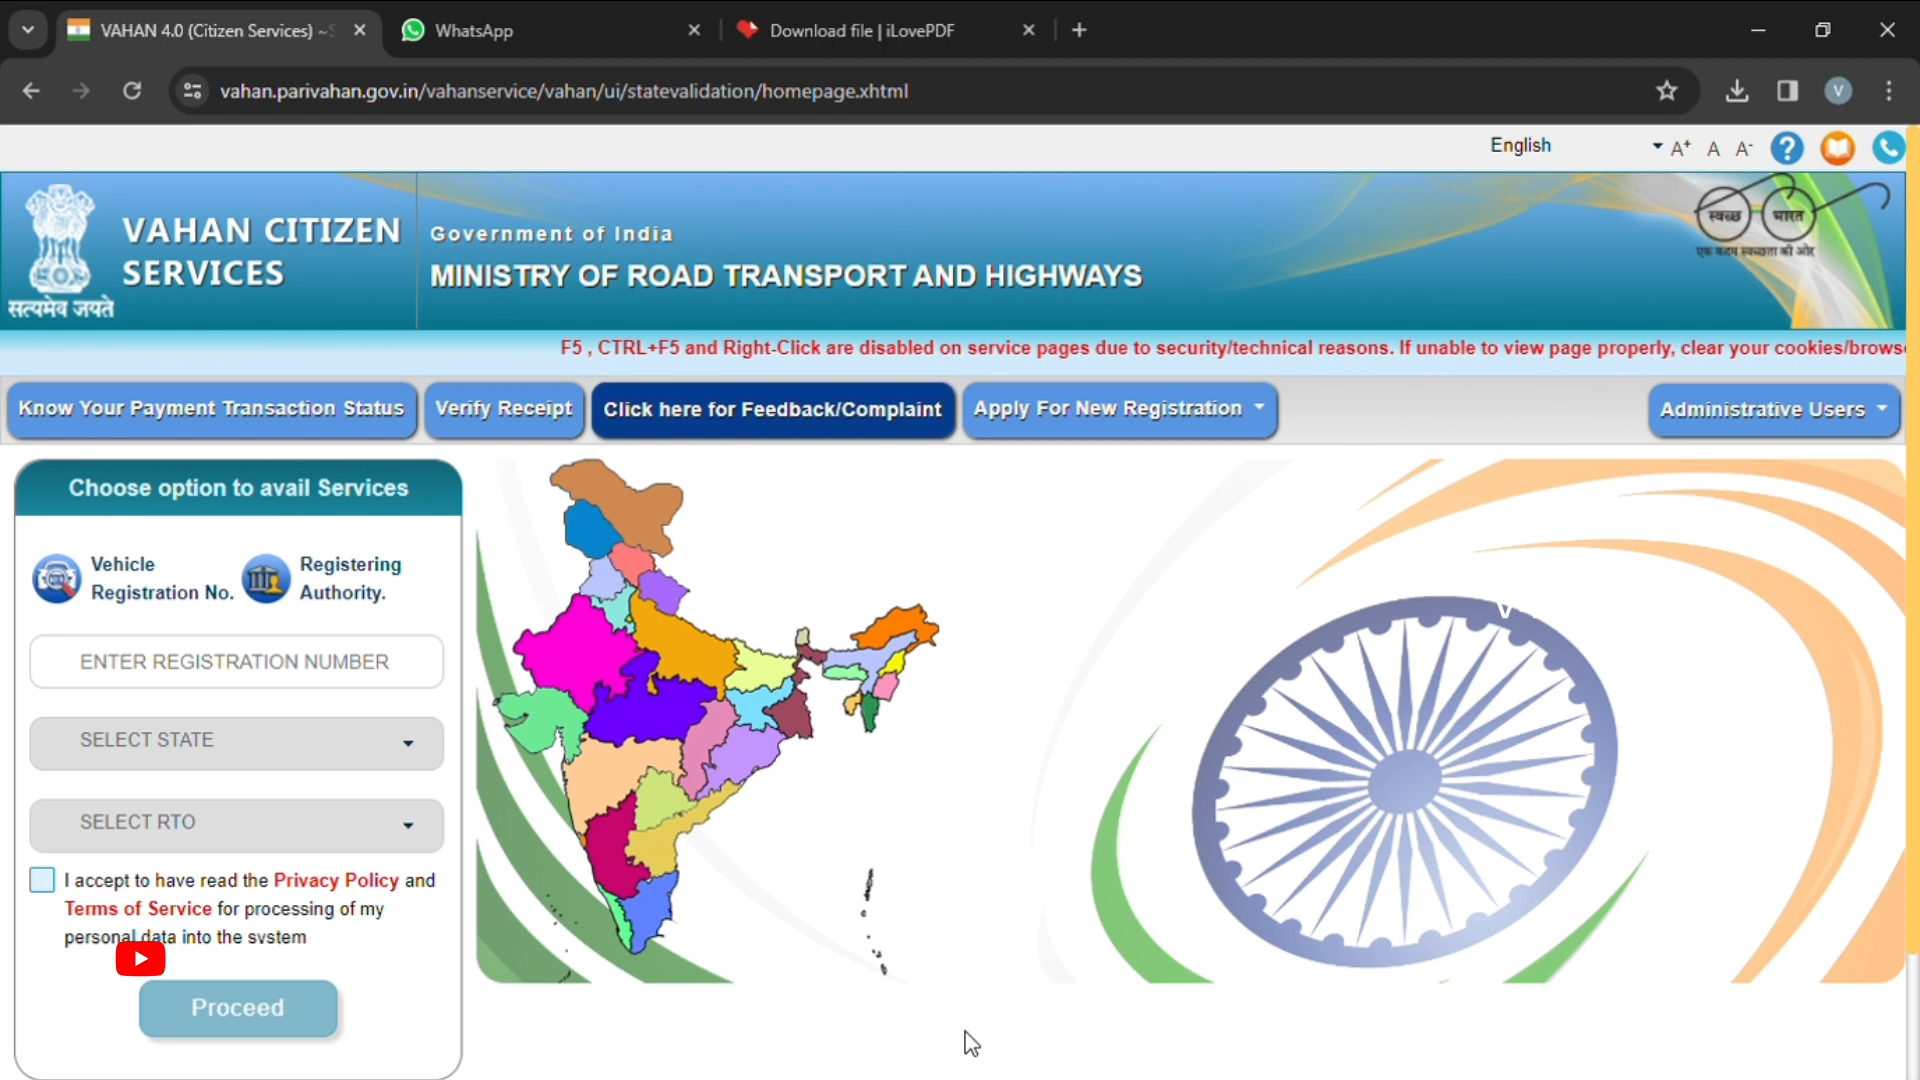 VAHAN 4.0 (Citizen Services) ~
WhatsApp
Download file | iLovePDF
vahan.parivahan.gov.in/vahanservice/vahan/ui/statevalidation/homepage.xhtml
V
English
A+ A A-
VAHAN CITIZEN
SERVICES
सत्यमेव जयते
Government of India
MINISTRY OF ROAD TRANSPORT AND HIGHWAYS
स्वच्छ भारत
एक कदम स्वच्छता की ओर
F5 , CTRL+F5 and Right-Click are disabled on service pages due to security/technical reasons. If unable to view page properly, clear your cookies/brows
Know Your Payment Transaction Status
Verify Receipt
Click here for Feedback/Complaint
Apply For New Registration
Administrative Users
Choose option to avail Services
Vehicle
Registration No.
Registering
Authority.
ENTER REGISTRATION NUMBER
SELECT STATE
SELECT RTO
I accept to have read the Privacy Policy and
Terms of Service for processing of my
personal data into the system
Proceed
V